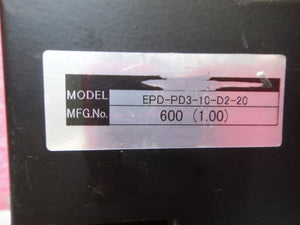 MODEL EPD-PD3-10-D2-20
MFG.No. 600 (1.00)